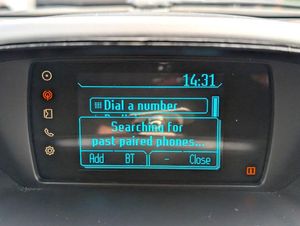 14:31
Dial a number
Searching for
past paired phones...
Add BT - Close